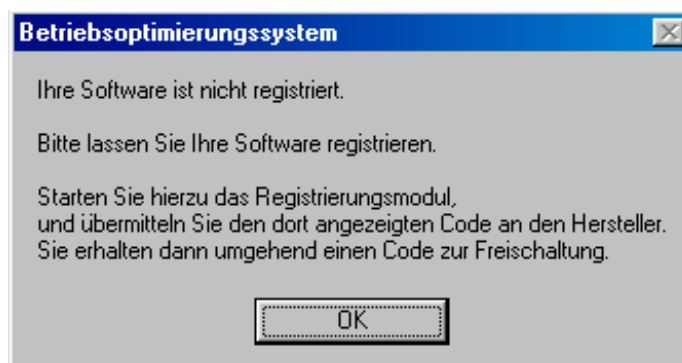 Betriebsoptimierungssystem
Ihre Software ist nicht registriert.
Bitte lassen Sie Ihre Software registrieren.
Starten Sie hierzu das Registrierungsmodul,
und übermitteln Sie den dort angezeigten Code an den Hersteller.
Sie erhalten dann umgehend einen Code zur Freischaltung.
OK